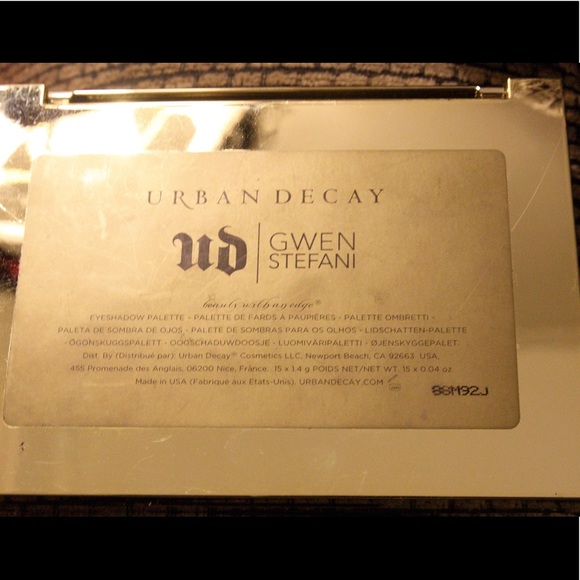 URBAN DECAY
UD | GWEN
STEFANI
beauty with an edge®
EYESHADOW PALETTE - PALETTE DE FARDS À PAUPIÈRES - PALETTE OMBRETTI -
PALETA DE SOMBRA DE OJOS - PALETE DE SOMBRAS PARA OS OLHOS - LIDSCHATTEN-PALETTE
- ÖGONSKUGGSPALETT - OOGSCHADUWDOOSJE - LUOMIVÄRIPALETTI - ØJENSKYGGEPALET.
Dist. By (Distribué par): Urban Decay® Cosmetics LLC, Newport Beach, CA 92663 USA,
455 Promenade des Anglais, 06200 Nice, France. 15 x 1.4 g POIDS NET/NET WT. 15 x 0.04 oz
Made in USA (Fabriqué aux États-Unis). URBANDECAY.COM
88M92J